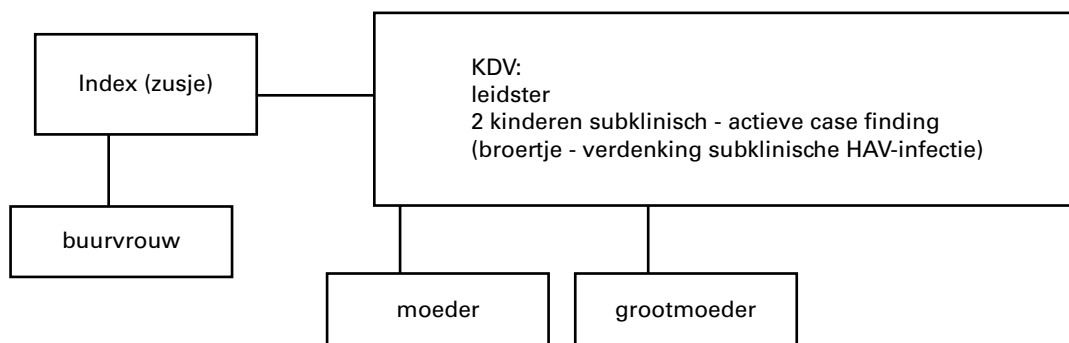 Index (zusje)
KDV:
leidster
2 kinderen subklinisch - actieve case finding
(broertje - verdenking subklinische HAV-infectie)
buurvrouw
moeder
grootmoeder